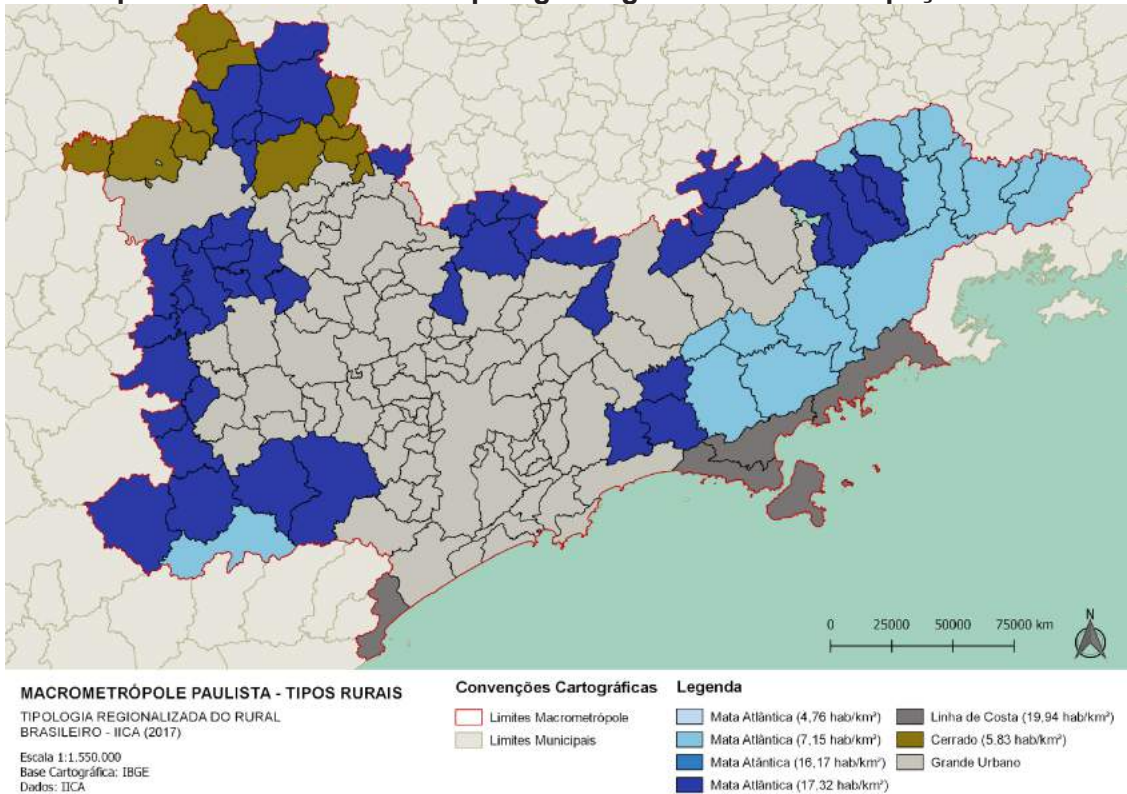 0 25000 50000 75000 km
N
MACROMETRÓPOLE PAULISTA - TIPOS RURAIS
TIPOLOGIA REGIONALIZADA DO RURAL
BRASILEIRO - IICA (2017)
Escala 1:1.550.000
Base Cartográfica: IBGE
Dados: IICA
Convenções Cartográficas
Limites Macrometrópole
Limites Municipais
Legenda
Mata Atlântica (4,76 hab/km²)
Mata Atlântica (7,15 hab/km²)
Mata Atântica (16,17 hab/km²)
Mata Atlântica (17,32 hab/km²)
Linha de Costa (19,94 hab/km²)
Cerrado (5,83 hab/km²)
Grande Urbano